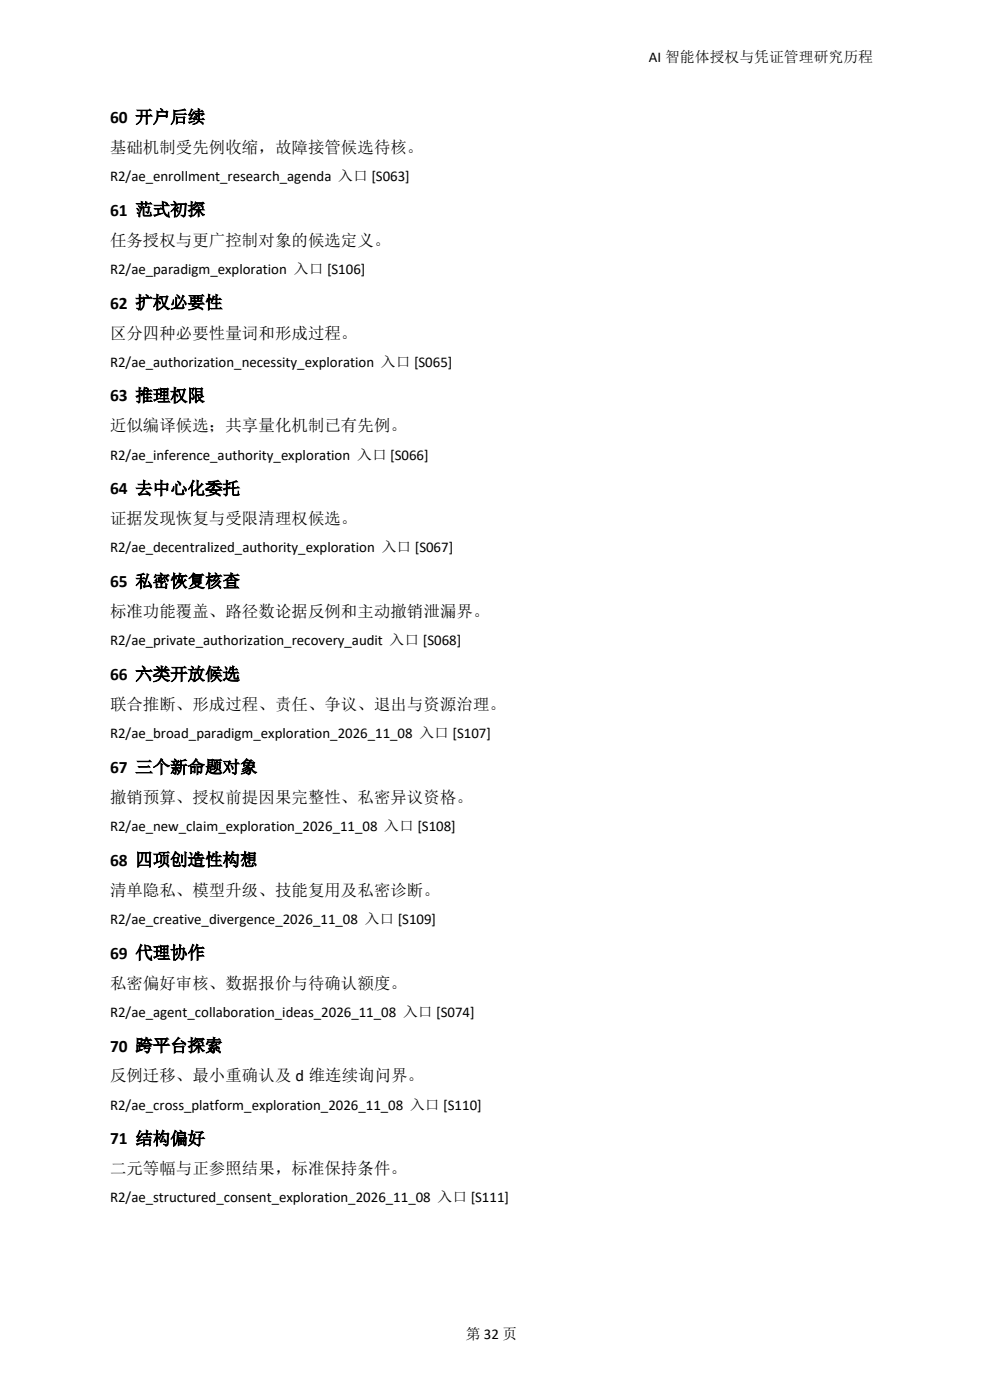 AI 智能体授权与凭证管理研究历程
60 开户后续
基础机制受先例收缩，故障接管候选待核。
R2/ae_enrollment_research_agenda 入口 [S063]
61 范式初探
任务授权与更广控制对象的候选定义。
R2/ae_paradigm_exploration 入口 [S106]
62 扩权必要性
区分四种必要性量词和形成过程。
R2/ae_authorization_necessity_exploration 入口 [S065]
63 推理权限
近似编译候选；共享量化机制已有先例。
R2/ae_inference_authority_exploration 入口 [S066]
64 去中心化委托
证据发现恢复与受限清理权候选。
R2/ae_decentralized_authority_exploration 入口 [S067]
65 私密恢复核查
标准功能覆盖、路径数论据反例和主动撤销泄漏界。
R2/ae_private_authorization_recovery_audit 入口 [S068]
66 六类开放候选
联合推断、形成过程、责任、争议、退出与资源治理。
R2/ae_broad_paradigm_exploration_2026_11_08 入口 [S107]
67 三个新命题对象
撤销预算、授权前提因果完整性、私密异议资格。
R2/ae_new_claim_exploration_2026_11_08 入口 [S108]
68 四项创造性构想
清单隐私、模型升级、技能复用及私密诊断。
R2/ae_creative_divergence_2026_11_08 入口 [S109]
69 代理协作
私密偏好审核、数据报价与待确认额度。
R2/ae_agent_collaboration_ideas_2026_11_08 入口 [S074]
70 跨平台探索
反例迁移、最小重确认及 d 维连续询问界。
R2/ae_cross_platform_exploration_2026_11_08 入口 [S110]
71 结构偏好
二元等幅与正参照结果，标准保持条件。
R2/ae_structured_consent_exploration_2026_11_08 入口 [S111]
第 32 页